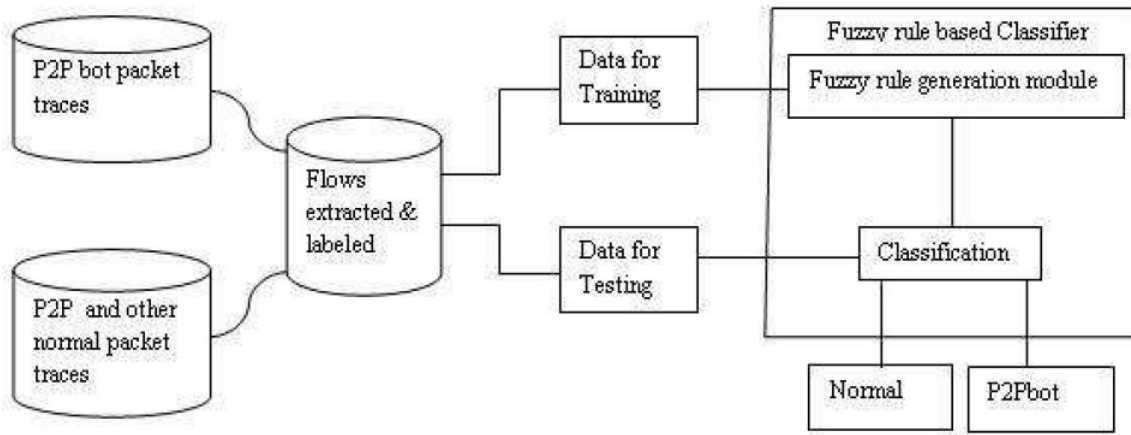 P2P bot packet
traces
P2P and other
normal packet
traces
Flows
extracted &
labeled
Data for
Training
Data for
Testing
Fuzzy rule based Classifier
Fuzzy rule generation module
Classification
Normal
P2Pbot